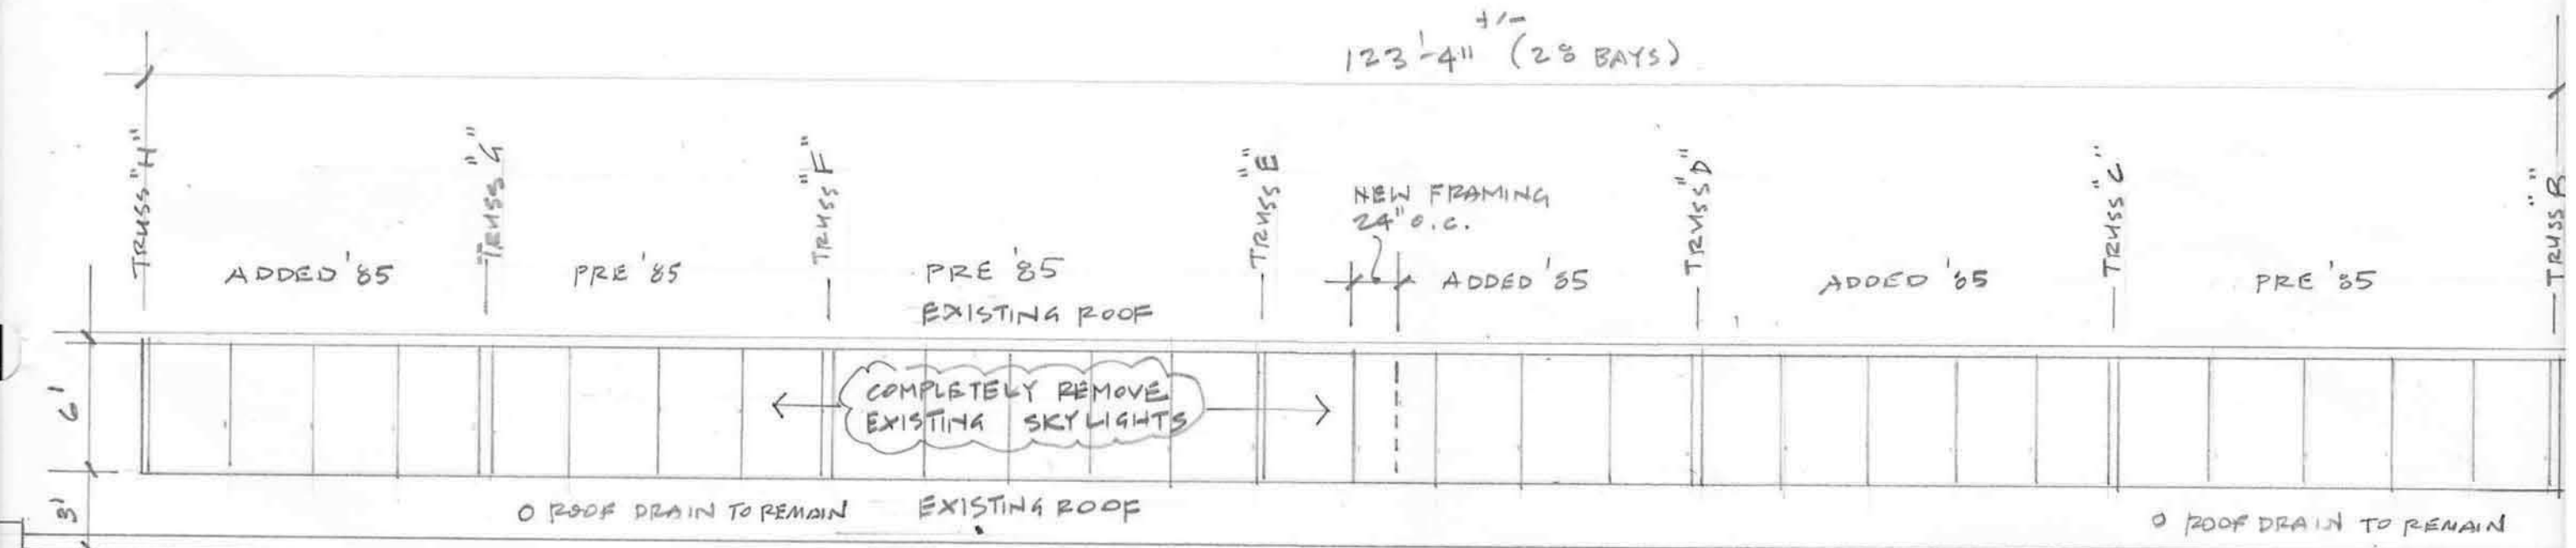 +/-
123'-4" (28 BAYS)
TRUSS "H"
TRUSS "G"
TRUSS "F"
TRUSS "E"
TRUSS "D"
TRUSS "C"
TRUSS "B"
NEW FRAMING
24" O.C.
ADDED '85
PRE '85
PRE '85
EXISTING ROOF
ADDED '85
ADDED '85
PRE '85
6'
COMPLETELY REMOVE
EXISTING SKYLIGHTS
3'
O ROOF DRAIN TO REMAIN
EXISTING ROOF
O ROOF DRAIN TO REMAIN